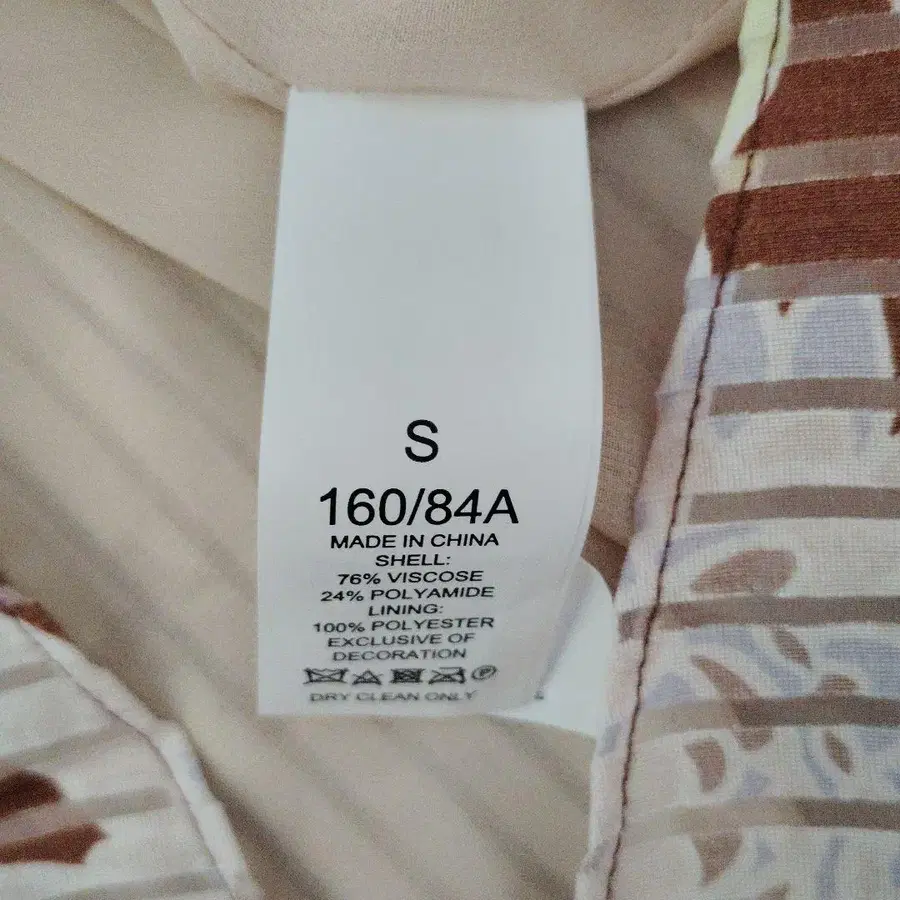 S
160/84A
MADE IN CHINA
SHELL:
76% VISCOSE
24% POLYAMIDE
LINING:
100% POLYESTER
EXCLUSIVE OF
DECORATION
DRY CLEAN ONLY